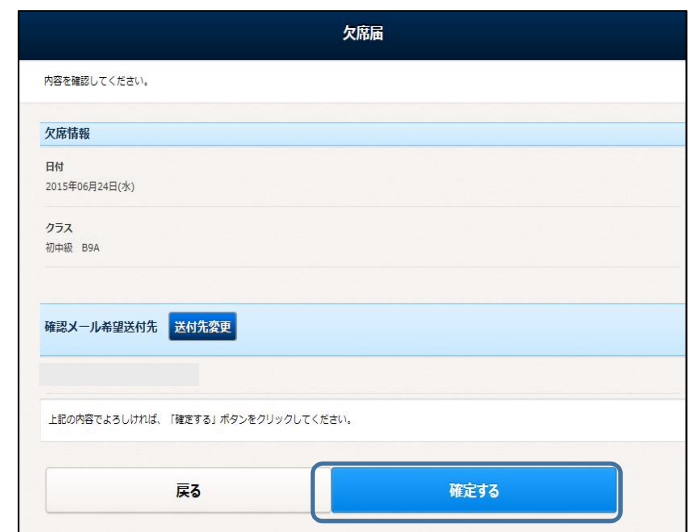 欠席届
内容を確認してください。
欠席情報
日付
2015年06月24日(水)
クラス
初中級 B9A
確認メール希望送付先 送付先変更
上記の内容でよろしければ、「確定する」ボタンをクリックしてください。
戻る 確定する